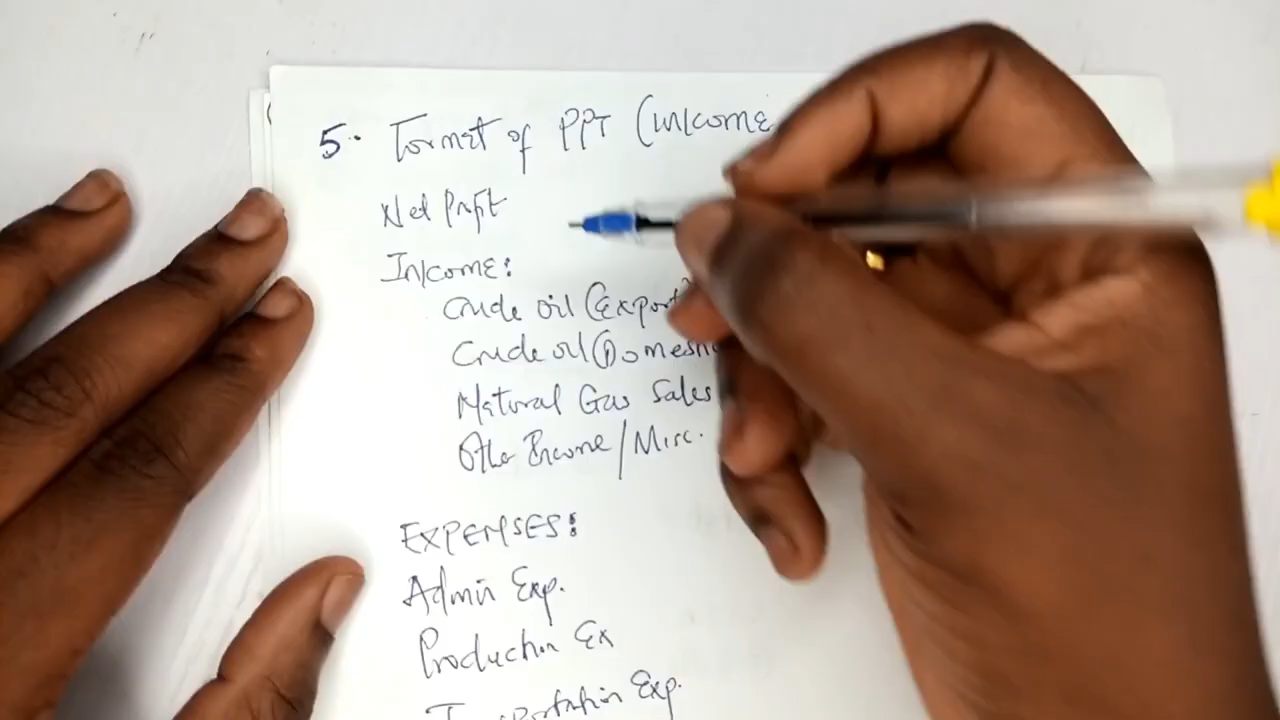 5. Format of PPT (Income
Net Profit
Income:
Crude oil (Export)
Crude oil (Domestic
Natural Gas Sales
Other Income/Misc.
EXPENSES:
Admin Exp.
Production Ex
Transportation Exp.